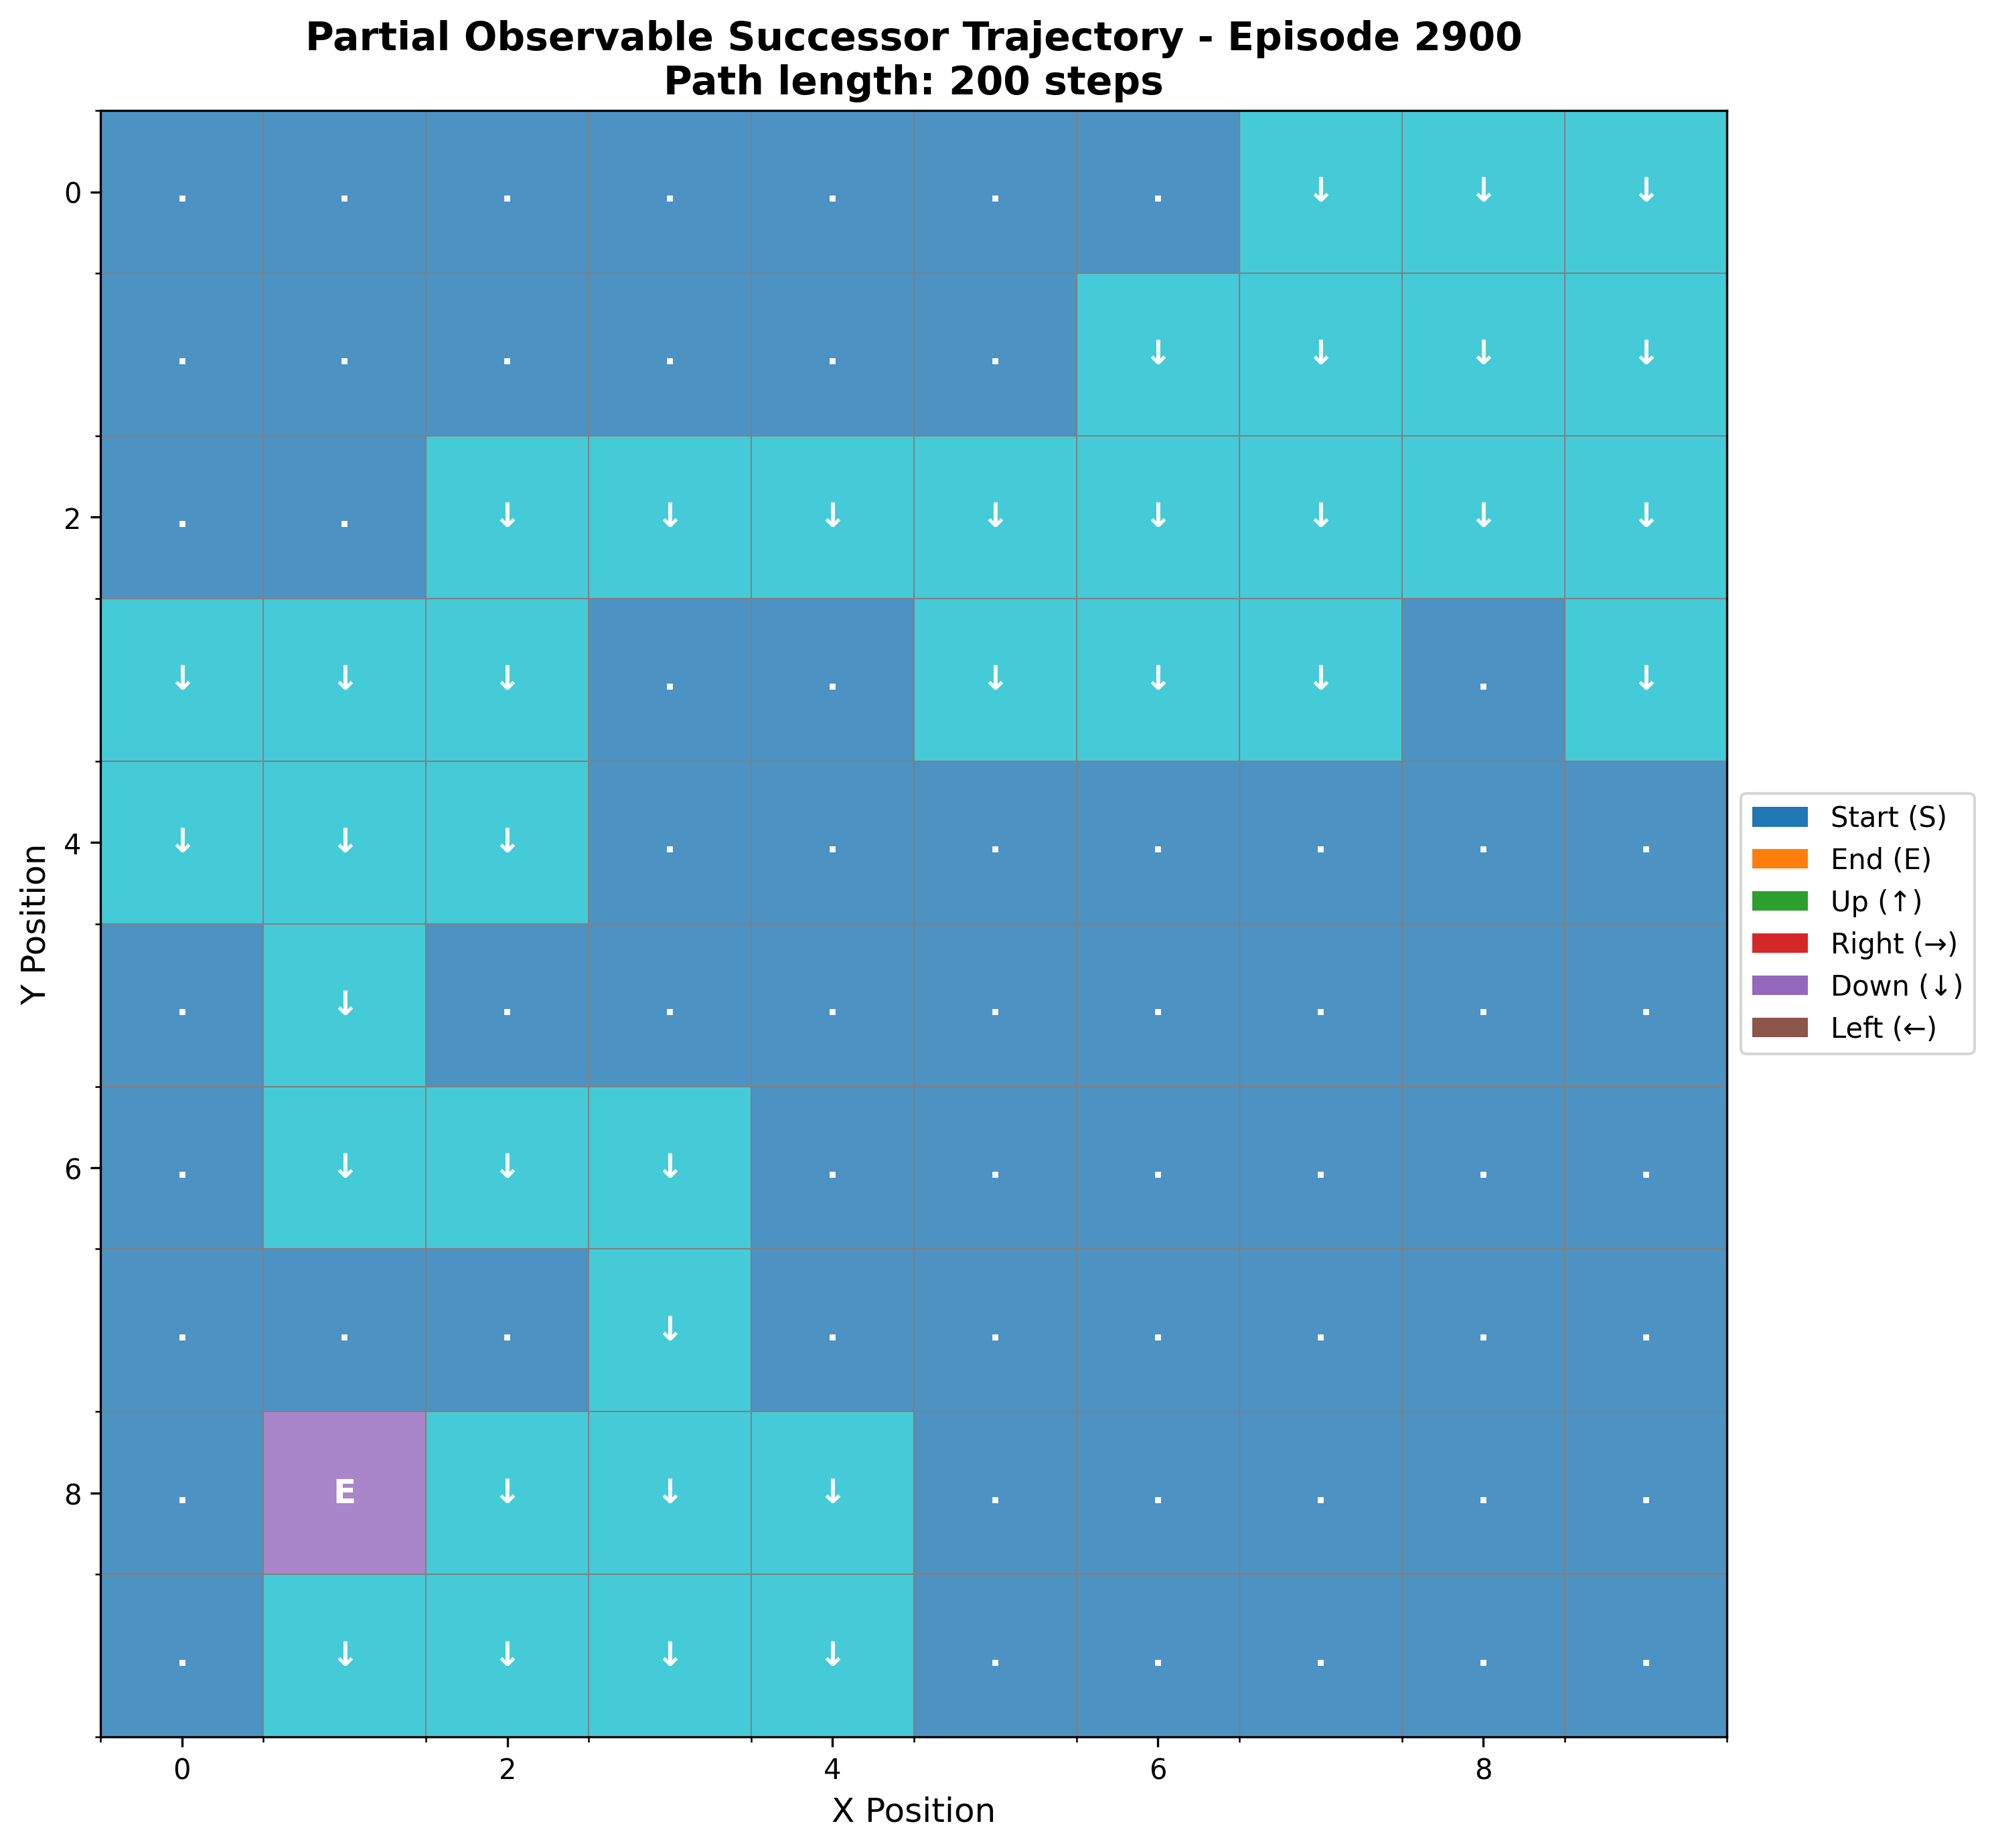 Partial Observable Successor Trajectory - Episode 2900
Path length: 200 steps
0 . . . . . . . ↓ ↓ ↓
. . . . . . ↓ ↓ ↓ ↓
2 . . ↓ ↓ ↓ ↓ ↓ ↓ ↓ ↓
↓ ↓ ↓ . . ↓ ↓ ↓ . ↓
4 ↓ ↓ ↓ . . . . . . .
. ↓ . . . . . . . .
6 . ↓ ↓ ↓ . . . . . .
. . . ↓ . . . . . .
8 . E ↓ ↓ ↓ . . . . .
. ↓ ↓ ↓ ↓ . . . . .
0 2 4 6 8
X Position
Y Position
Start (S)
End (E)
Up (↑)
Right (→)
Down (↓)
Left (←)